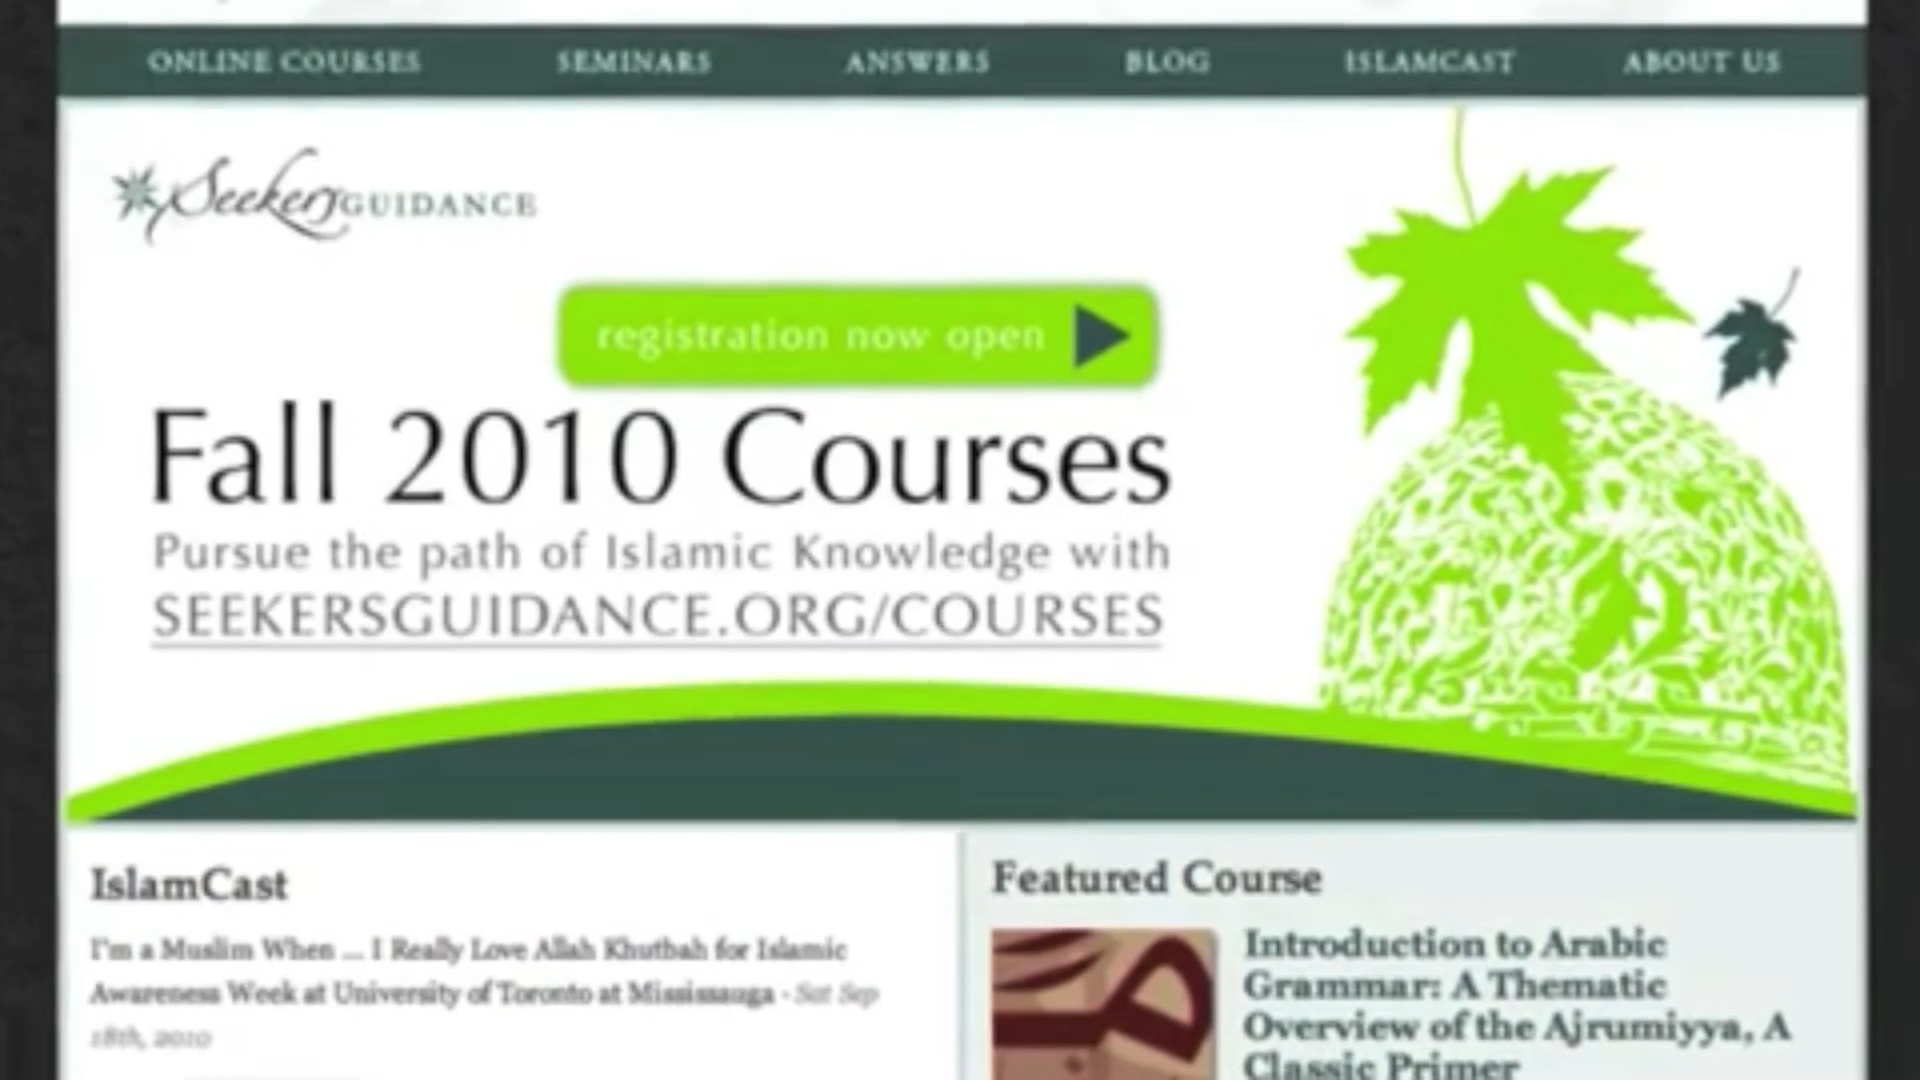 ONLINE COURSES SEMINARS ANSWERS BLOG ISLAMCAST ABOUT US
SeekersGUIDANCE
registration now open
Fall 2010 Courses
Pursue the path of Islamic Knowledge with
SEEKERSGUIDANCE.ORG/COURSES
IslamCast
I'm a Muslim When ... I Really Love Allah Khutbah for Islamic
Awareness Week at University of Toronto at Mississauga - Sat Sep
18th, 2010
Featured Course
Introduction to Arabic
Grammar: A Thematic
Overview of the Ajrumiyya, A
Classic Primer